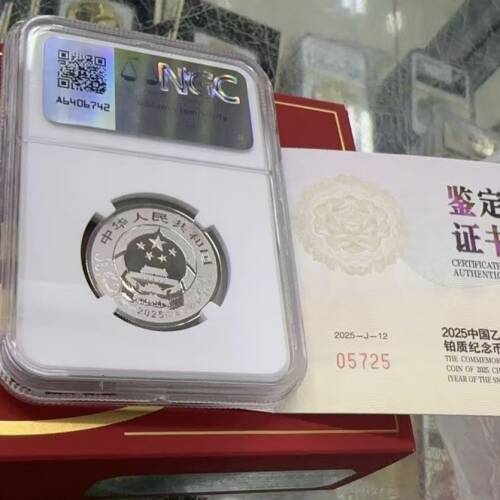 NGC
A6406742
中华人民共和国
2025
鉴定
证书
CERTIFICATE
AUTHENTI
2025-J-12
05725
2025中国乙
铂质纪念币
THE COMMEMO
COIN OF 2025 CH
(YEAR OF THE SN